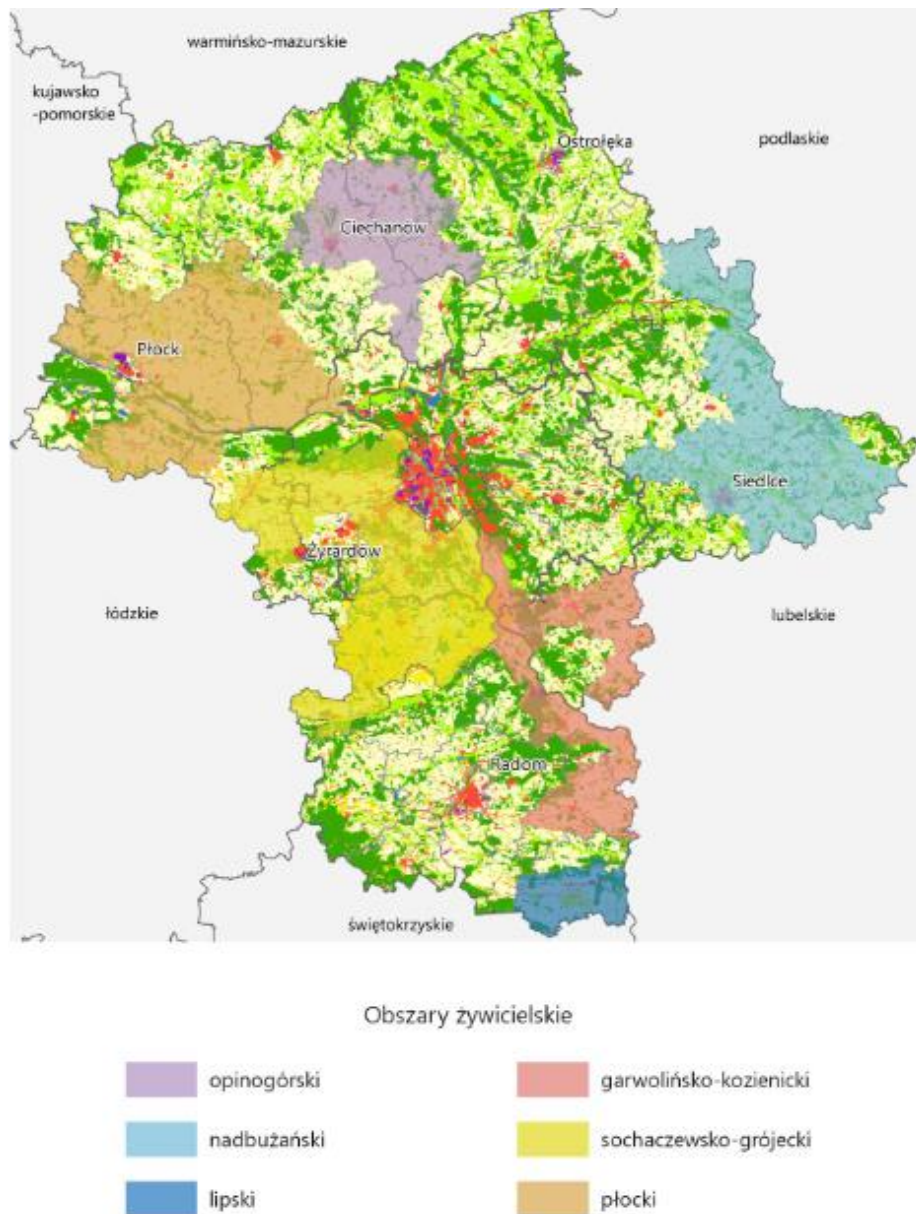 warmińsko-mazurskie
kujawsko
-pomorskie
podlaskie
Ostrołęka
Ciechanów
Płock
Siedlce
Żyrardów
łódzkie
lubelskie
Radom
świętokrzyskie
Obszary żywicielskie
opinogórski
garwolińsko-kozienicki
nadbużański
sochaczewsko-grójecki
lipski
płocki